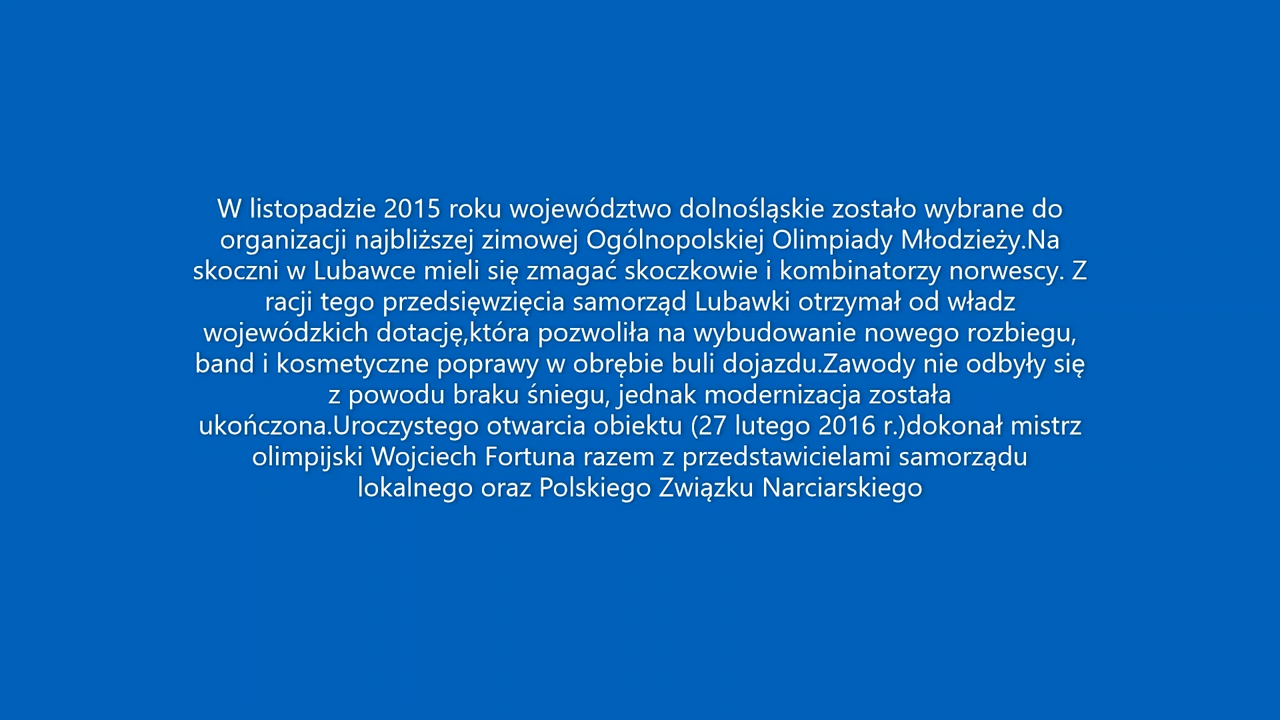 W listopadzie 2015 roku województwo dolnośląskie zostało wybrane do
organizacji najbliższej zimowej Ogólnopolskiej Olimpiady Młodzieży.Na
skoczni w Lubawce mieli się zmagać skoczkowie i kombinatorzy norwescy. Z
racji tego przedsięwzięcia samorząd Lubawki otrzymał od władz
wojewódzkich dotację,która pozwoliła na wybudowanie nowego rozbiegu,
band i kosmetyczne poprawy w obrębie buli dojazdu.Zawody nie odbyły się
z powodu braku śniegu, jednak modernizacja została
ukończona.Uroczystego otwarcia obiektu (27 lutego 2016 r.)dokonał mistrz
olimpijski Wojciech Fortuna razem z przedstawicielami samorządu
lokalnego oraz Polskiego Związku Narciarskiego